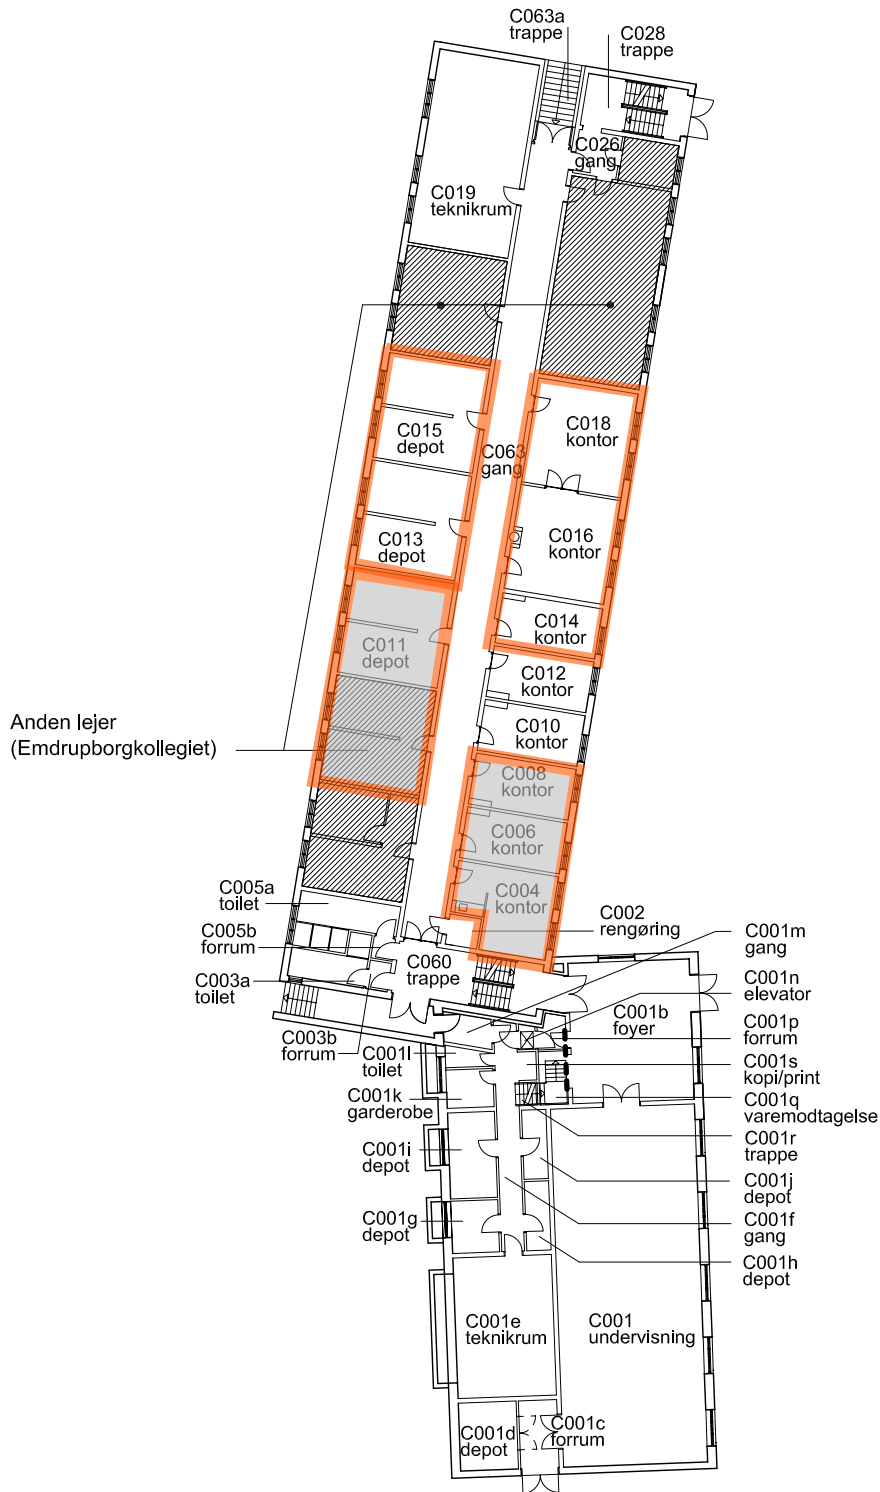 C063a
trappe
C028
trappe
C026
gang
C019
teknikrum
C018
kontor
C015
depot
C063
gang
C016
kontor
C013
depot
C014
kontor
C011
depot
C012
kontor
C010
kontor
Anden lejer
(Emdrupborgkollegiet)
C008
kontor
C006
kontor
C004
kontor
C005a
toilet
C002
rengøring
C005b
forrum
C001m
gang
C060
trappe
C003a
toilet
C001n
elevator
C001b
foyer
C001p
forrum
C003b
forrum
C001l
toilet
C001s
kopi/print
C001k
garderobe
C001q
varemodtagelse
C001r
trappe
C001i
depot
C001j
depot
C001g
depot
C001f
gang
C001h
depot
C001e
teknikrum
C001
undervisning
C001d
depot
C001c
forrum